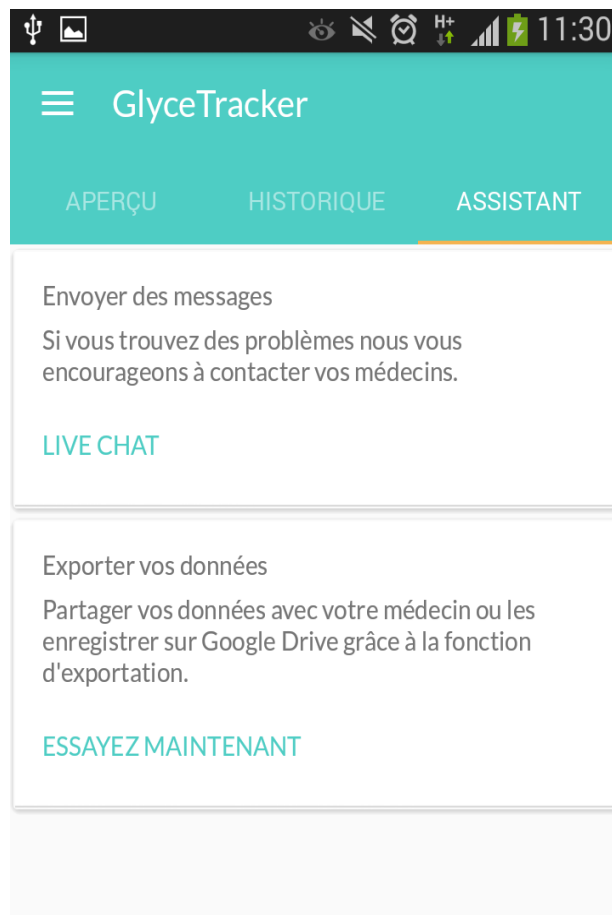 H+ 11:30
GlyceTracker
APERÇU HISTORIQUE ASSISTANT
Envoyer des messages
Si vous trouvez des problèmes nous vous
encourageons à contacter vos médecins.
LIVE CHAT
Exporter vos données
Partager vos données avec votre médecin ou les
enregistrer sur Google Drive grâce à la fonction
d'exportation.
ESSAYEZ MAINTENANT